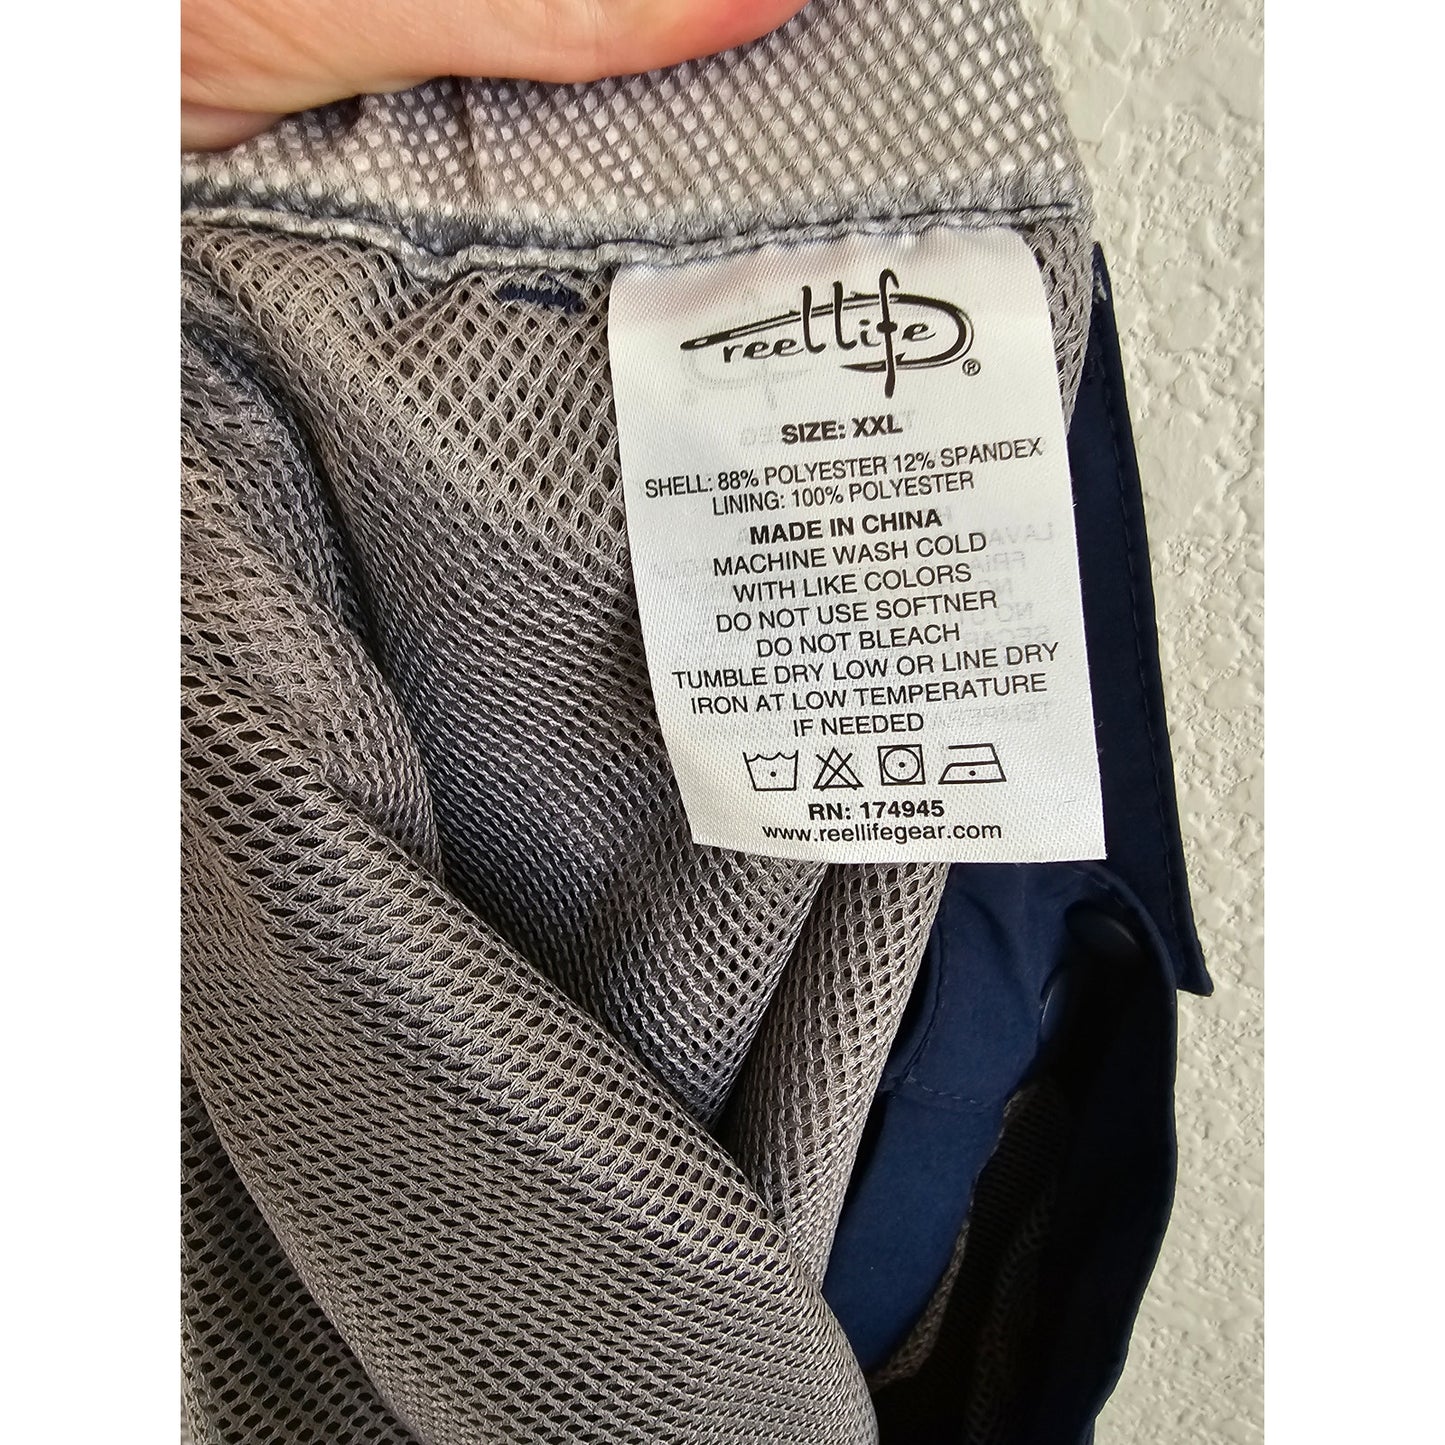 reel life ®
SIZE: XXL
SHELL: 88% POLYESTER 12% SPANDEX
LINING: 100% POLYESTER
MADE IN CHINA
MACHINE WASH COLD
WITH LIKE COLORS
DO NOT USE SOFTNER
DO NOT BLEACH
TUMBLE DRY LOW OR LINE DRY
IRON AT LOW TEMPERATURE
IF NEEDED
RN: 174945
www.reellifegear.com